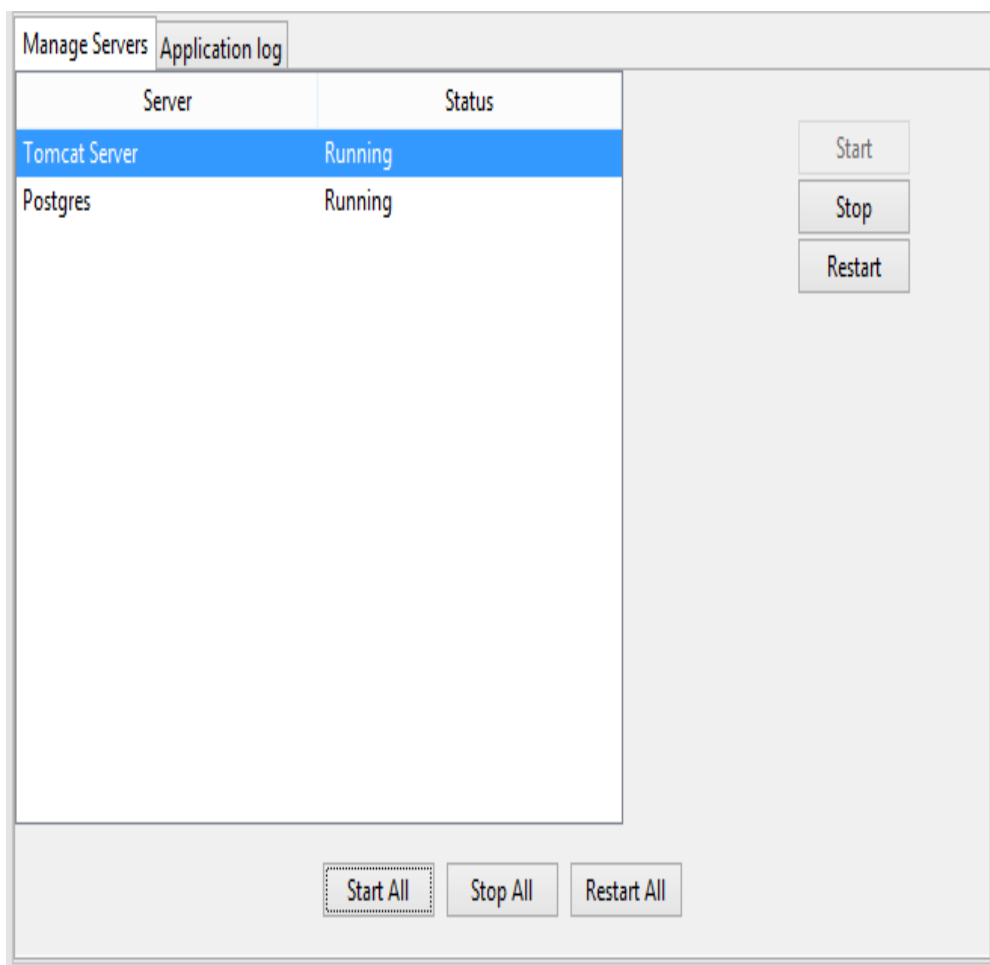 Manage Servers Application log
Server Status
Tomcat Server Running
Postgres Running
Start
Stop
Restart
Start All Stop All Restart All